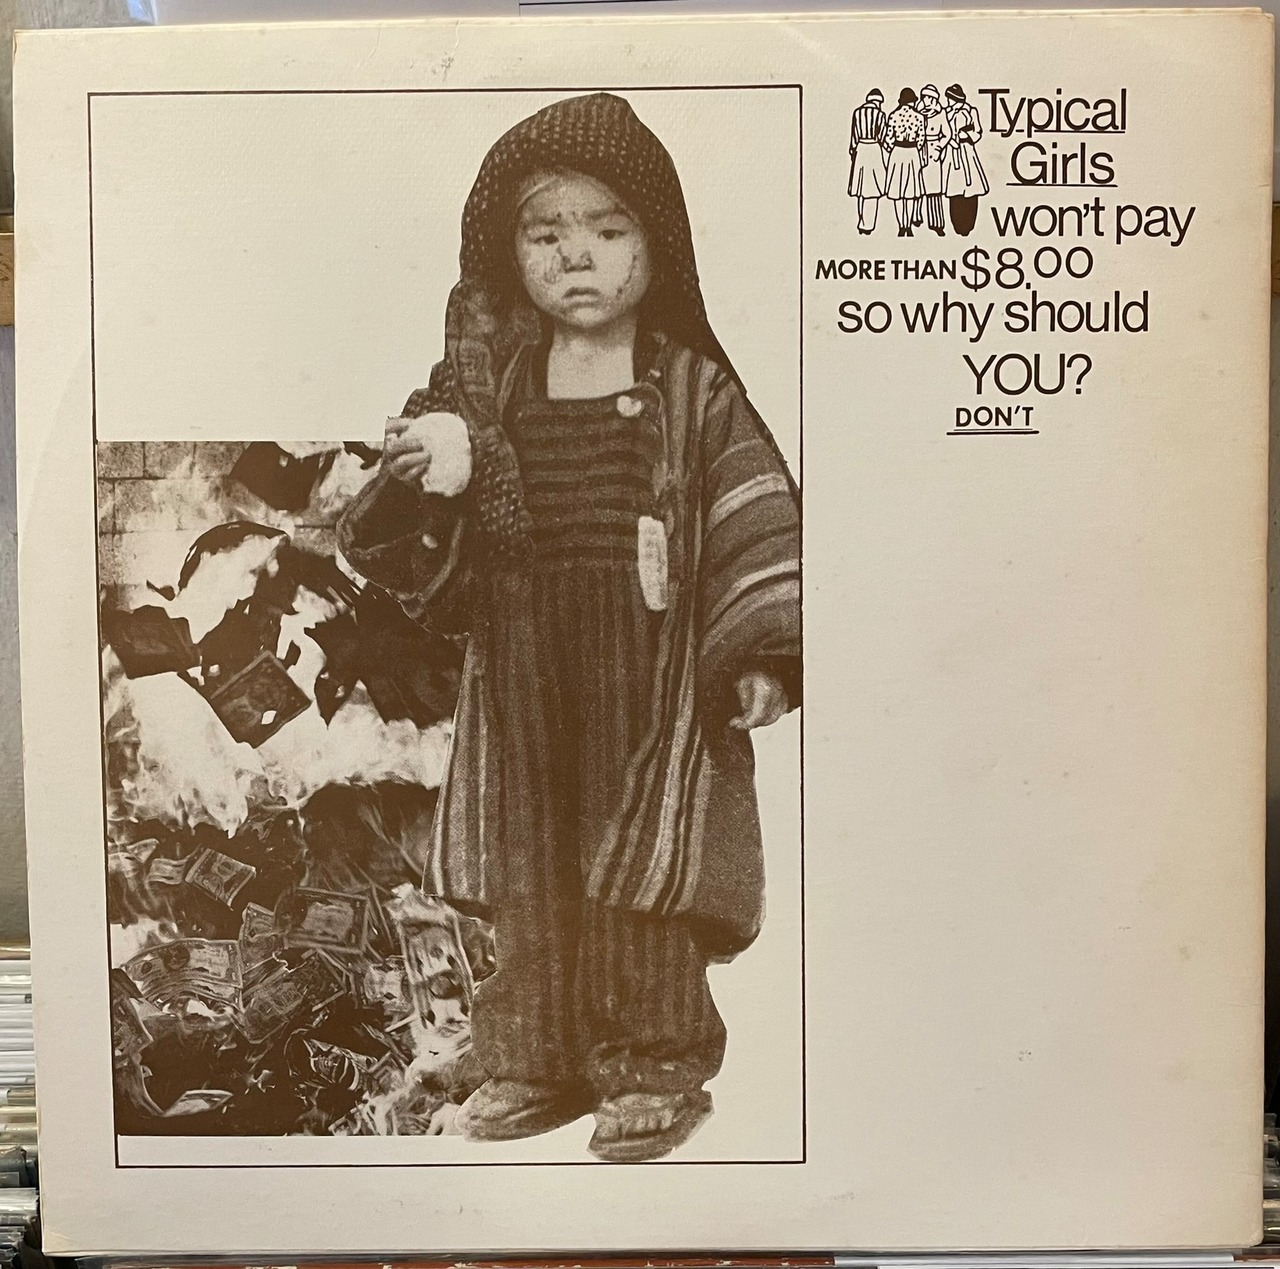 Typical
Girls
won't pay
MORE THAN $8.00
so why should
YOU?
DON'T